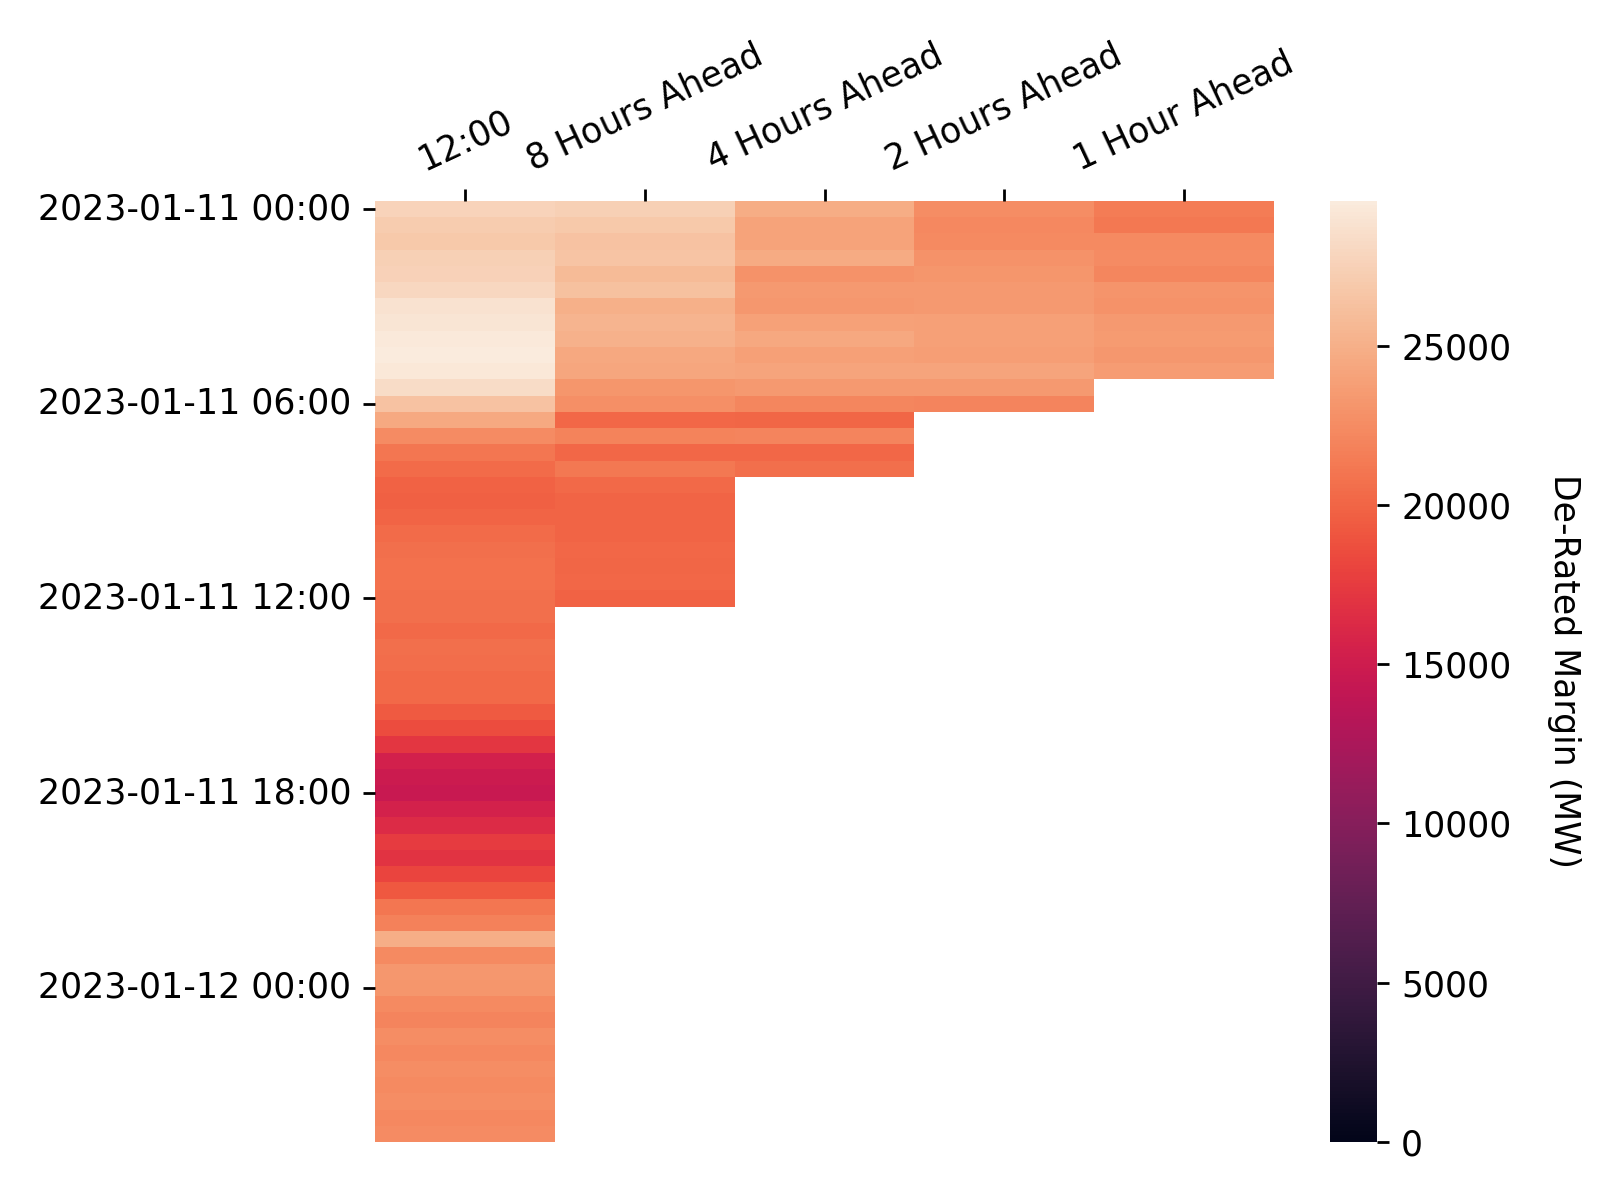 12:00
8 Hours Ahead
4 Hours Ahead
2 Hours Ahead
1 Hour Ahead
2023-01-11 00:00
2023-01-11 06:00
2023-01-11 12:00
2023-01-11 18:00
2023-01-12 00:00
25000
20000
15000
10000
5000
0
De-Rated Margin (MW)